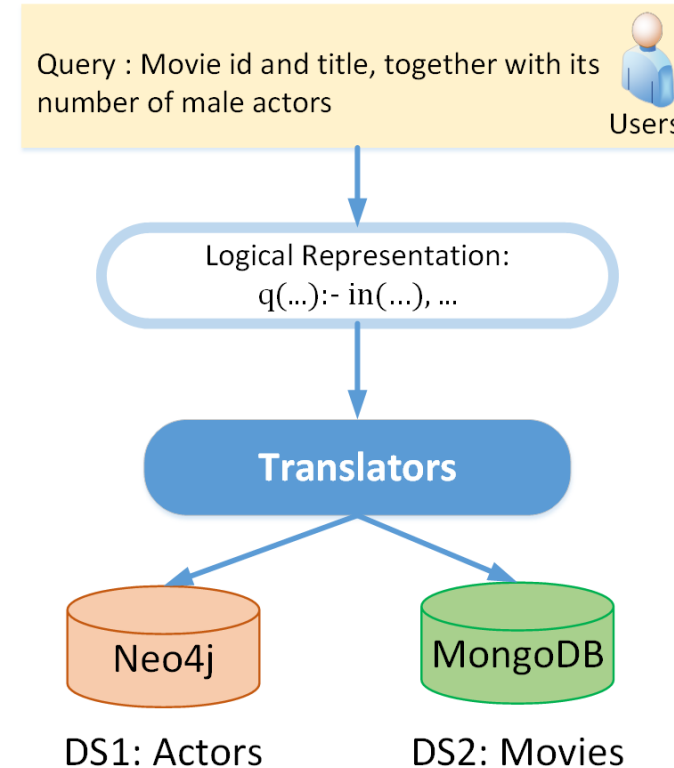 Query : Movie id and title, together with its
number of male actors
Users
Logical Representation:
q(...):- in(...), ...
Translators
Neo4j
MongoDB
DS1: Actors
DS2: Movies